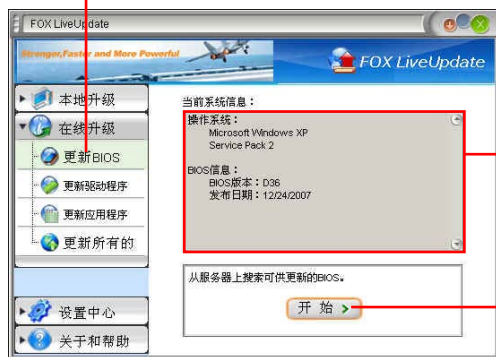 FOX LiveUpdate
Stronger,Faster and More Powerful
FOX LiveUpdate
本地升级
在线升级
更新BIOS
更新驱动程序
更新应用程序
更新所有的
设置中心
关于和帮助
当前系统信息：
操作系统：
Microsoft Windows XP
Service Pack 2
BIOS信息：
BIOS版本：D36
发布日期：12/24/2007
从服务器上搜索可供更新的BIOS。
开 始